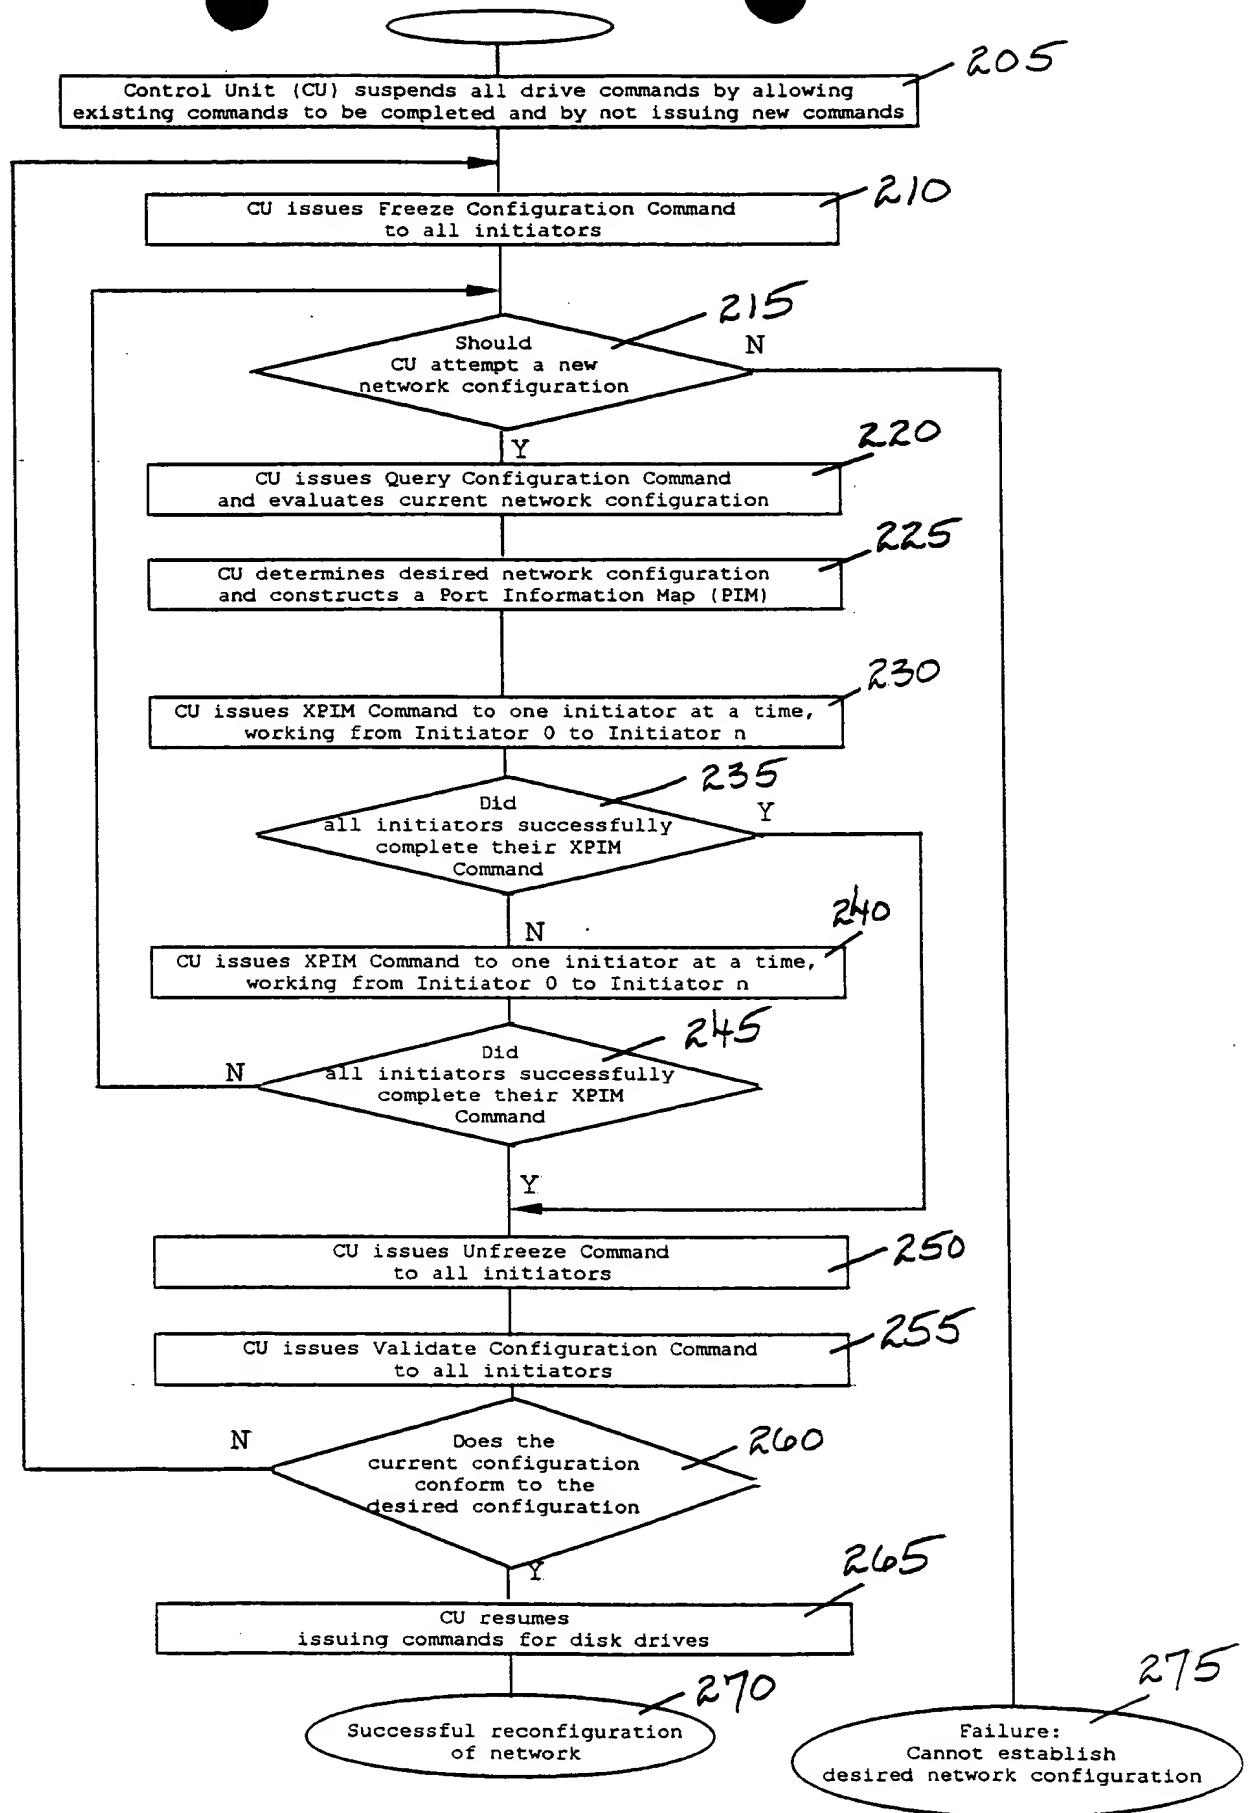 205
Control Unit (CU) suspends all drive commands by allowing
existing commands to be completed and by not issuing new commands
210
CU issues Freeze Configuration Command
to all initiators
215
Should
CU attempt a new
network configuration
N
Y
220
CU issues Query Configuration Command
and evaluates current network configuration
225
CU determines desired network configuration
and constructs a Port Information Map (PIM)
230
CU issues XPIM Command to one initiator at a time,
working from Initiator 0 to Initiator n
235
Did
all initiators successfully
complete their XPIM
Command
Y
N
240
CU issues XPIM Command to one initiator at a time,
working from Initiator 0 to Initiator n
245
Did
all initiators successfully
complete their XPIM
Command
N
Y
250
CU issues Unfreeze Command
to all initiators
255
CU issues Validate Configuration Command
to all initiators
260
Does the
current configuration
conform to the
desired configuration
N
Y
265
CU resumes
issuing commands for disk drives
270
Successful reconfiguration
of network
275
Failure:
Cannot establish
desired network configuration